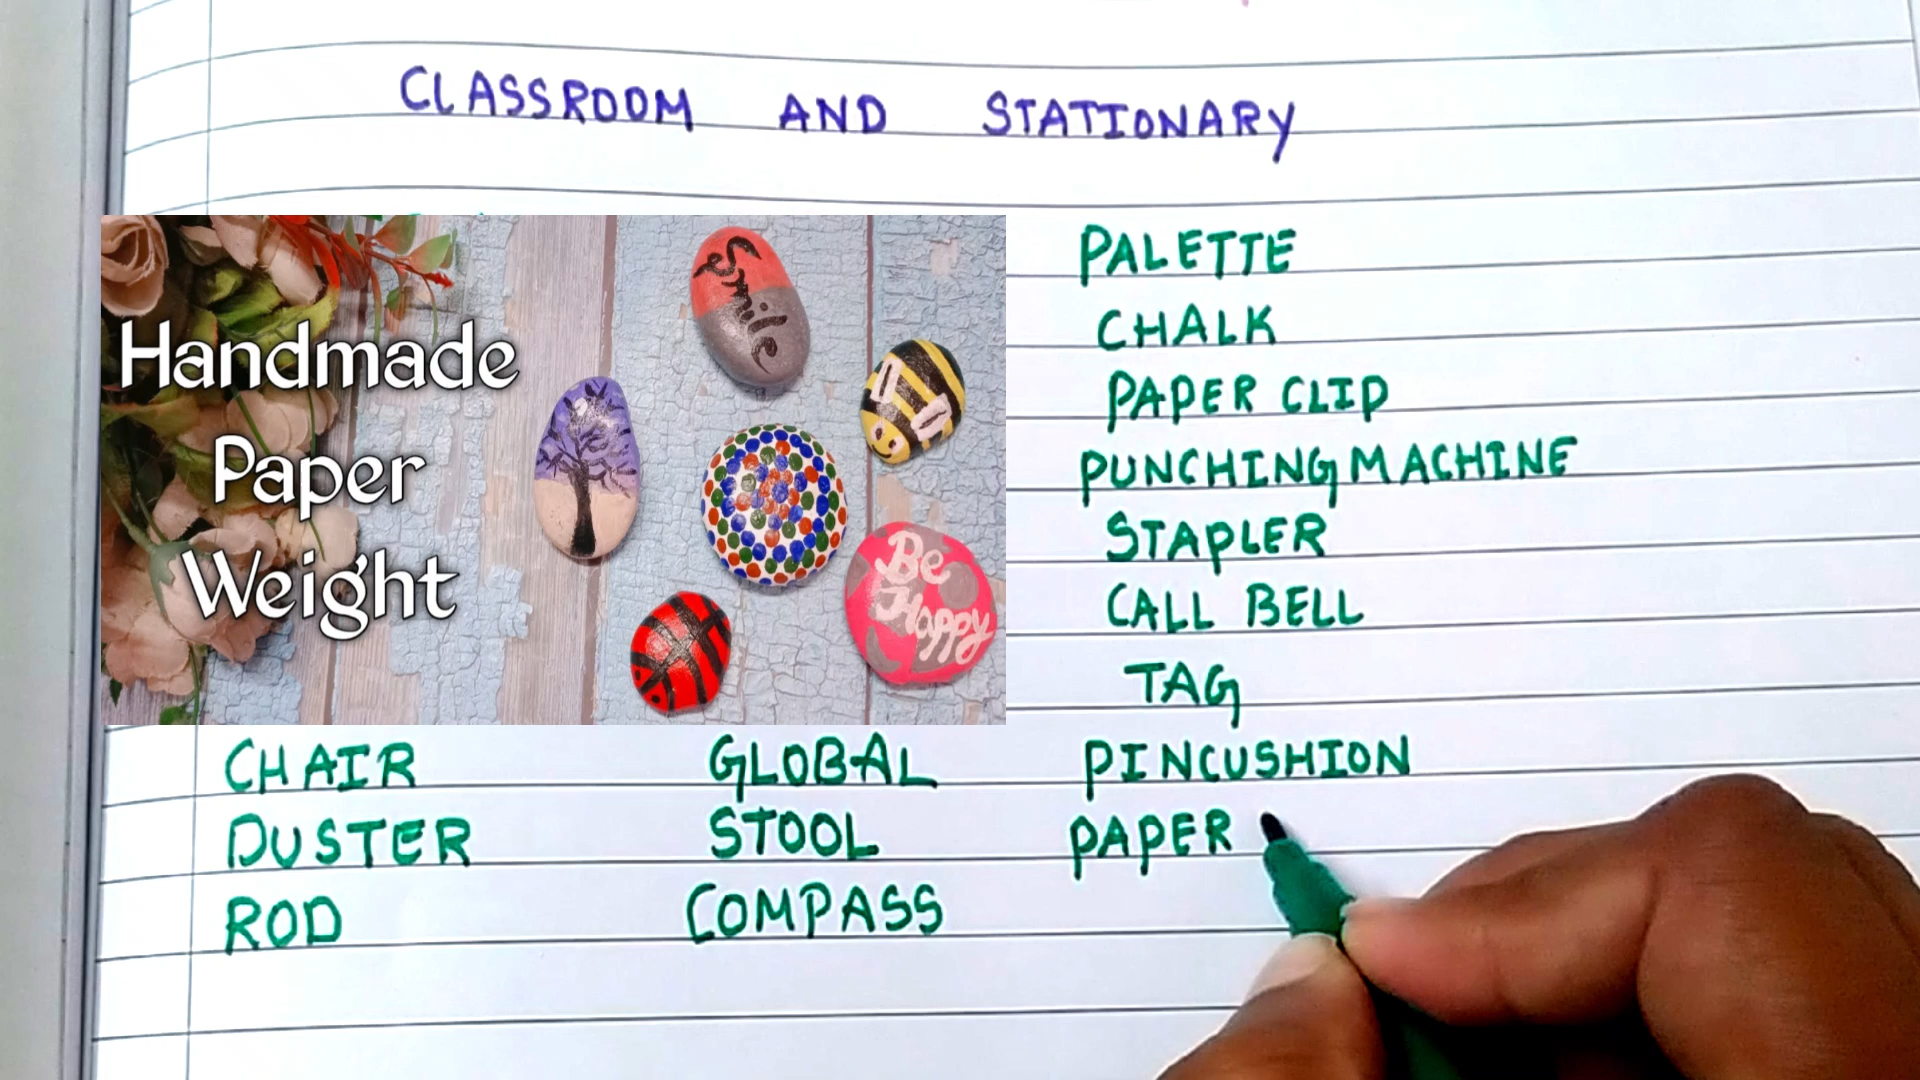 CLASSROOM AND STATIONARY
Handmade
Paper
Weight
Smile
Be
Happy
PALETTE
CHALK
PAPER CLIP
PUNCHING MACHINE
STAPLER
CALL BELL
TAG
CHAIR GLOBAL PINCUSHION
DUSTER STOOL PAPER
ROD COMPASS